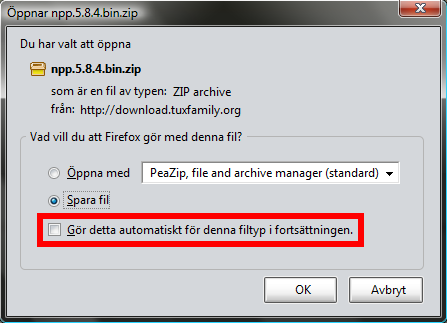 Öppnar npp.5.8.4.bin.zip
Du har valt att öppna
npp.5.8.4.bin.zip
som är en fil av typen: ZIP archive
från: http://download.tuxfamily.org
Vad vill du att Firefox gör med denna fil?
Öppna med PeaZip, file and archive manager (standard)
Spara fil
Gör detta automatiskt för denna filtyp i fortsättningen.
OK Avbryt